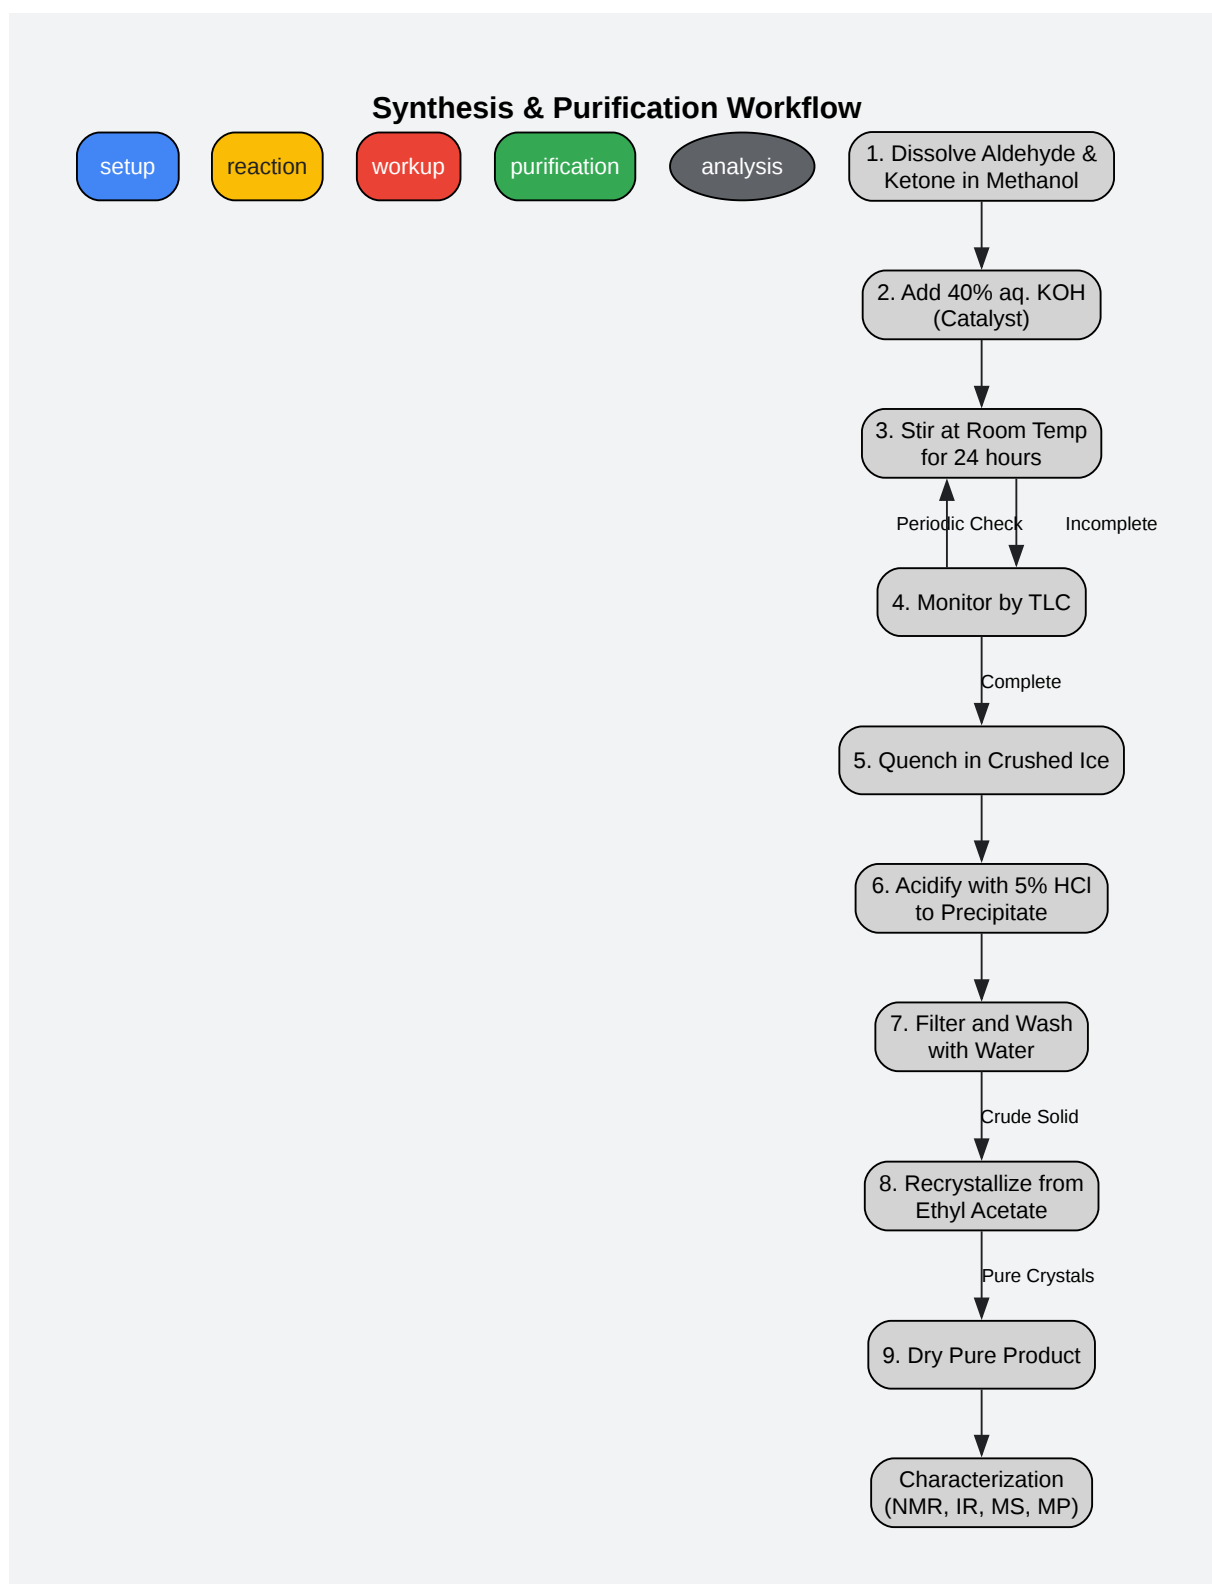 Synthesis & Purification Workflow
setup
reaction
workup
purification
analysis
1. Dissolve Aldehyde &
Ketone in Methanol
2. Add 40% aq. KOH
(Catalyst)
3. Stir at Room Temp
for 24 hours
Periodic Check
Incomplete
4. Monitor by TLC
Complete
5. Quench in Crushed Ice
6. Acidify with 5% HCl
to Precipitate
7. Filter and Wash
with Water
Crude Solid
8. Recrystallize from
Ethyl Acetate
Pure Crystals
9. Dry Pure Product
Characterization
(NMR, IR, MS, MP)